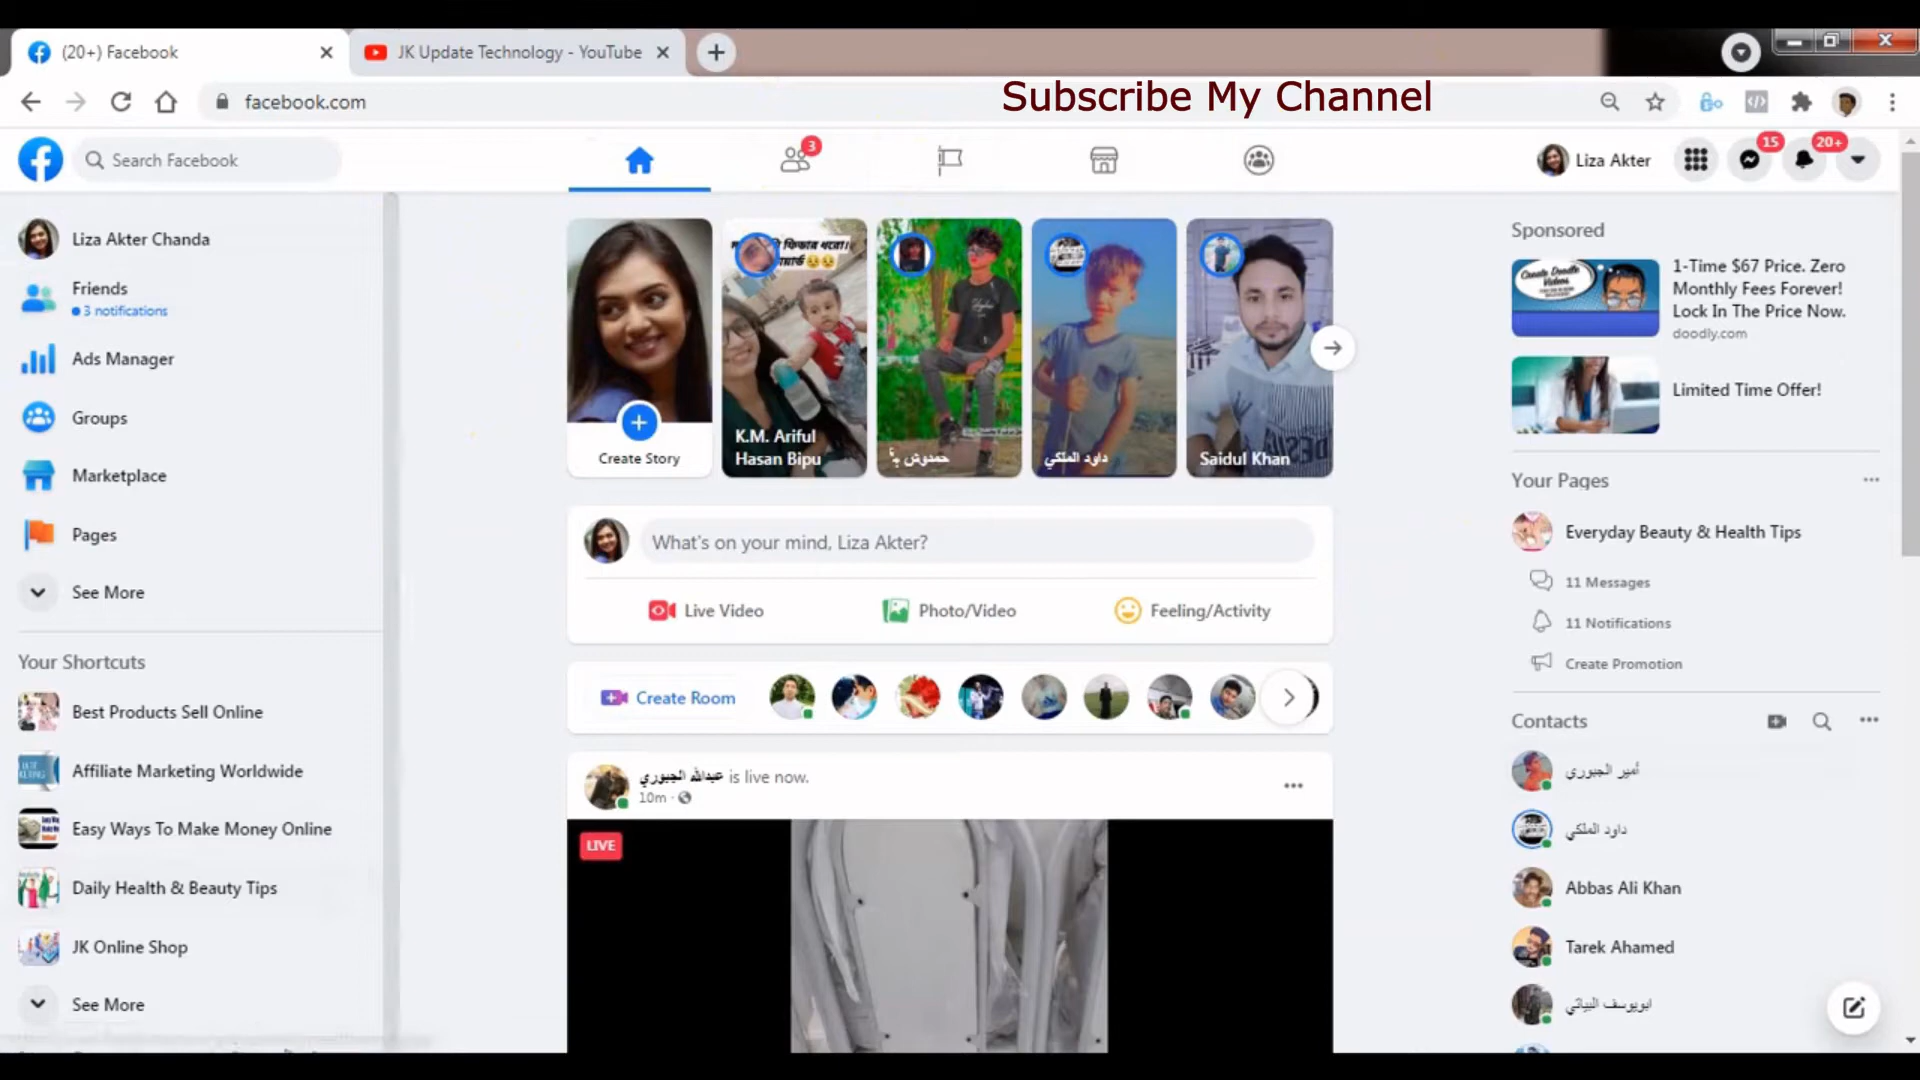 (20+) Facebook
JK Update Technology - YouTube
facebook.com
Subscribe My Channel
Search Facebook
3
Liza Akter
15
20+
Liza Akter Chanda
Friends
3 notifications
Ads Manager
Groups
Marketplace
Pages
See More
Your Shortcuts
Best Products Sell Online
Affiliate Marketing Worldwide
Easy Ways To Make Money Online
Daily Health & Beauty Tips
JK Online Shop
See More
Create Story
K.M. Ariful
Hasan Bipu
حمدوش
داود الملكي
Saidul Khan
What's on your mind, Liza Akter?
Live Video
Photo/Video
Feeling/Activity
Create Room
عبدالله الجبوري is live now.
10m
LIVE
Sponsored
Create Doodle
Videos
1-Time $67 Price. Zero
Monthly Fees Forever!
Lock In The Price Now.
doodly.com
Limited Time Offer!
Your Pages
Everyday Beauty & Health Tips
11 Messages
11 Notifications
Create Promotion
Contacts
أمير الجبوري
داود الملكي
Abbas Ali Khan
Tarek Ahamed
ابويوسف البياتي